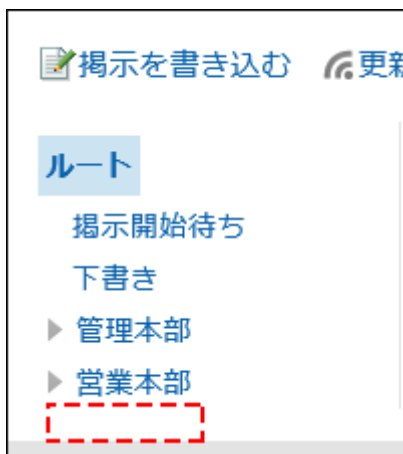 掲示を書き込む 更新
ルート
掲示開始待ち
下書き
管理本部
営業本部